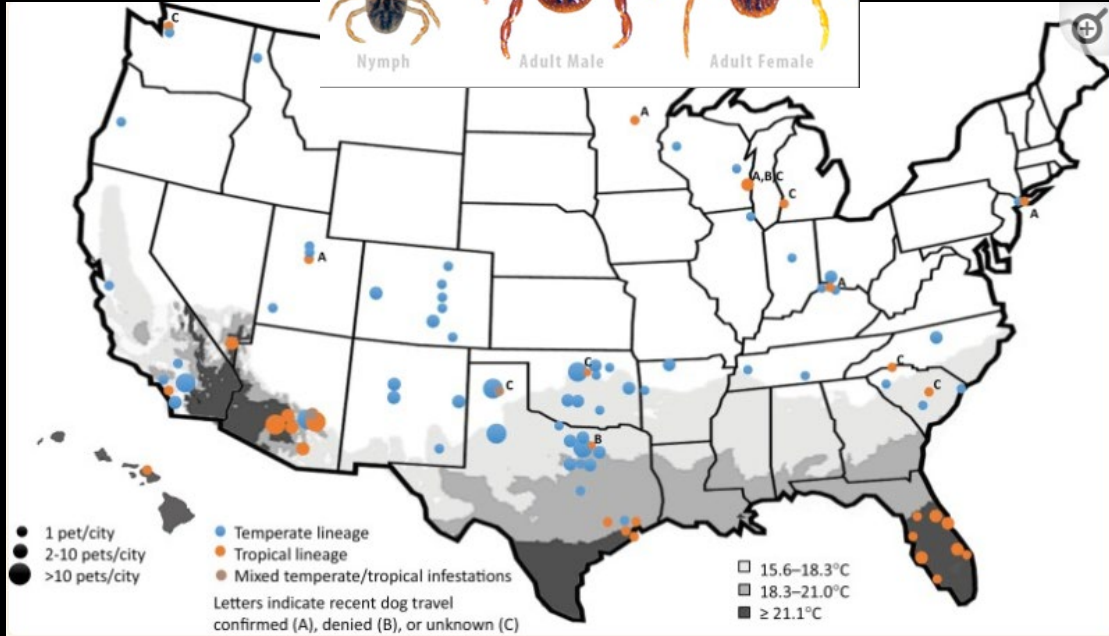 Nymph
Adult Male
Adult Female
C
A
A,B,C
C
A
A
A
C
C
C
C
B
1 pet/city
2-10 pets/city
>10 pets/city
Temperate lineage
Tropical lineage
Mixed temperate/tropical infestations
Letters indicate recent dog travel
confirmed (A), denied (B), or unknown (C)
15.6–18.3°C
18.3–21.0°C
≥ 21.1°C